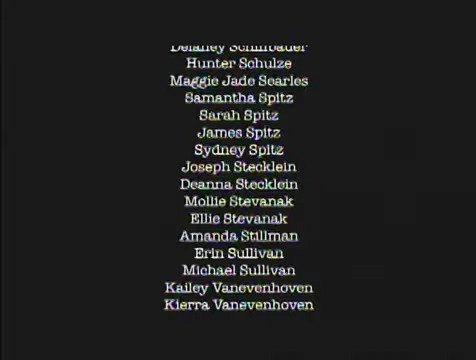 Delaney
Hunter Schulze
Maggie Jade Searles
Samantha Spitz
Sarah Spitz
James Spitz
Sydney Spitz
Joseph Stecklein
Deanna Stecklein
Mollie Stevanak
Ellie Stevanak
Amanda Stillman
Erin Sullivan
Michael Sullivan
Kailey Vanevenhoven
Kierra Vanevenhoven